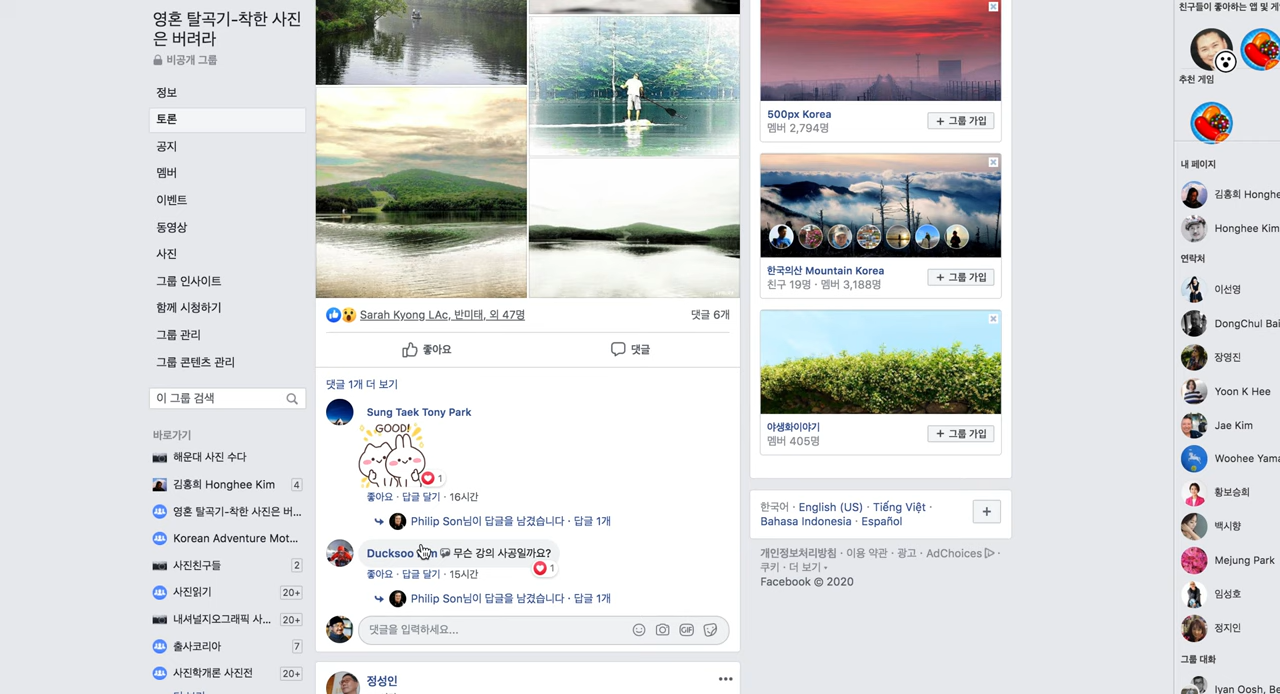 영혼 탈곡기-착한 사진
은 버려라
비공개 그룹
정보
토론
공지
멤버
이벤트
동영상
사진
그룹 인사이트
함께 시청하기
그룹 관리
그룹 콘텐츠 관리
이 그룹 검색
바로가기
해운대 사진 수다
김홍희 Honghee Kim 4
영혼 탈곡기-착한 사진은 버...
Korean Adventure Mot...
사진친구들 2
사진읽기 20+
내셔널지오그래픽 사... 20+
출사코리아 7
사진학개론 사진전 20+
Sarah Kyong LAc, 반미태, 외 47명
댓글 6개
좋아요
댓글
댓글 1개 더 보기
Sung Taek Tony Park
GOOD!
1
좋아요 · 답글 달기 · 16시간
Philip Son님이 답글을 남겼습니다 · 답글 1개
Ducksoo 무슨 강의 사공일까요?
1
좋아요 · 답글 달기 · 15시간
Philip Son님이 답글을 남겼습니다 · 답글 1개
댓글을 입력하세요...
GIF
정성인
500px Korea
멤버 2,794명
+ 그룹 가입
한국의산 Mountain Korea
친구 19명 · 멤버 3,188명
+ 그룹 가입
야생화이야기
멤버 405명
+ 그룹 가입
한국어 · English (US) · Tiếng Việt ·
Bahasa Indonesia · Español
개인정보처리방침 · 이용 약관 · 광고 · AdChoices ·
쿠키 · 더 보기
Facebook © 2020
친구들이 좋아하는 앱 및 게
추천 게임
내 페이지
김홍희 Honghe
Honghee Kim
연락처
이선영
DongChul Bai
장영진
Yoon K Hee
Jae Kim
Woohee Yama
황보승희
백시향
Mejung Park
임성호
정지인
그룹 대화
Iyan Oosh, Be